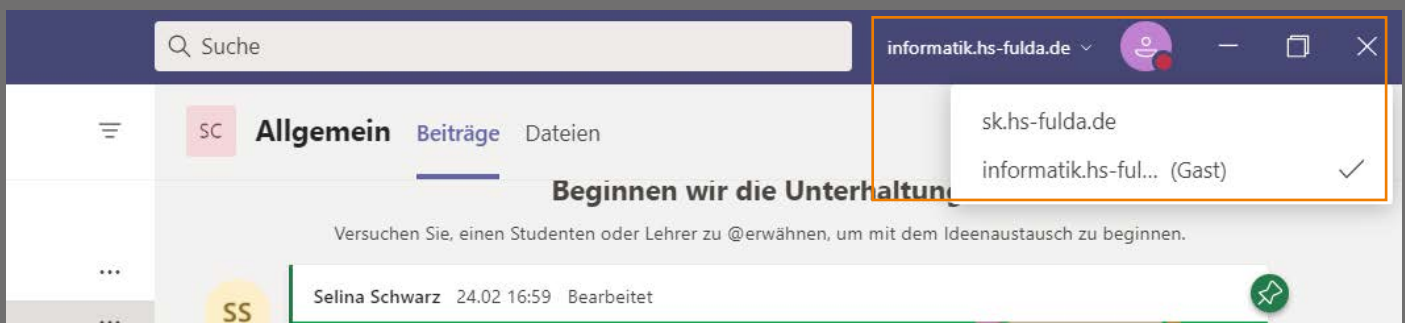 Suche
informatik.hs-fulda.de
sk.hs-fulda.de
informatik.hs-ful... (Gast)
SC Allgemein Beiträge Dateien
Beginnen wir die Unterhaltung
Versuchen Sie, einen Studenten oder Lehrer zu @erwähnen, um mit dem Ideenaustausch zu beginnen.
SS
Selina Schwarz 24.02 16:59 Bearbeitet